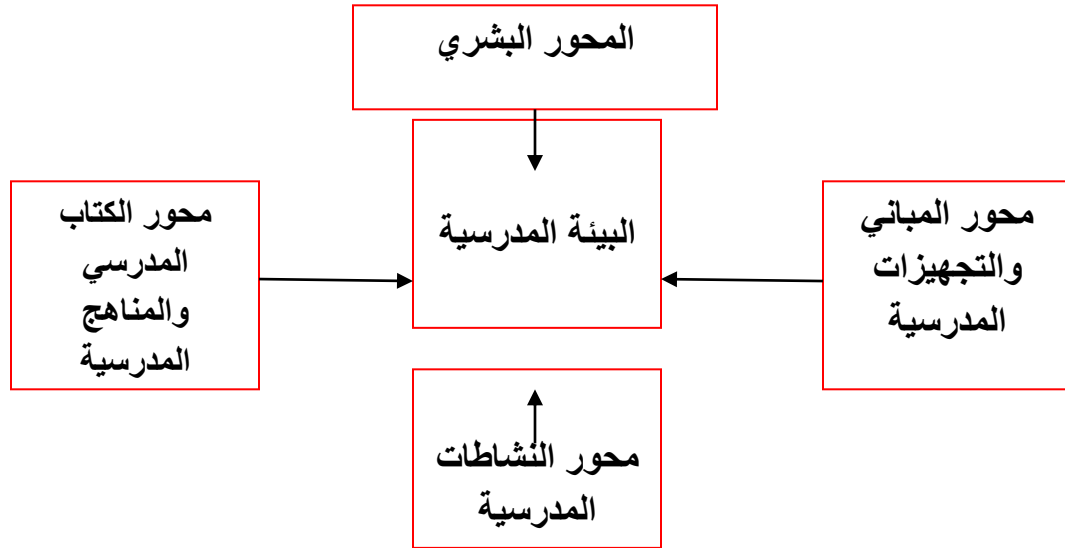 المحور البشري
البيئة المدرسية
محور المباني
والتجهيزات
المدرسية
محور الكتاب
المدرسي
والمناهج
المدرسية
محور النشاطات
المدرسية